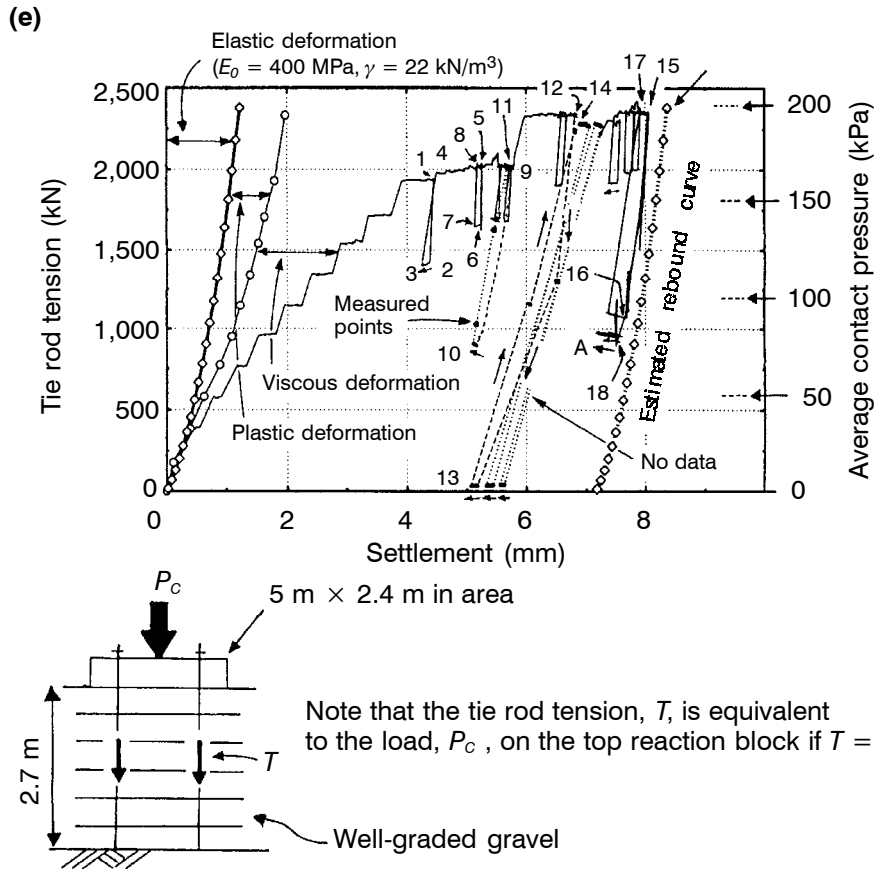 (e)
Elastic deformation
(E0 = 400 MPa, γ = 22 kN/m³)
2,500
2,000
1,500
1,000
500
0
Tie rod tension (kN)
12 14 17 15
8 5 11
1 4
9
7
6
3 2
16
Measured
points
10
A
18
Viscous deformation
Plastic deformation
13
No data
Estimated rebound curve
200
150
100
50
0
Average contact pressure (kPa)
0 2 4 6 8
Settlement (mm)
PC
5 m × 2.4 m in area
2.7 m
T
Note that the tie rod tension, T, is equivalent
to the load, PC , on the top reaction block if T =
Well-graded gravel